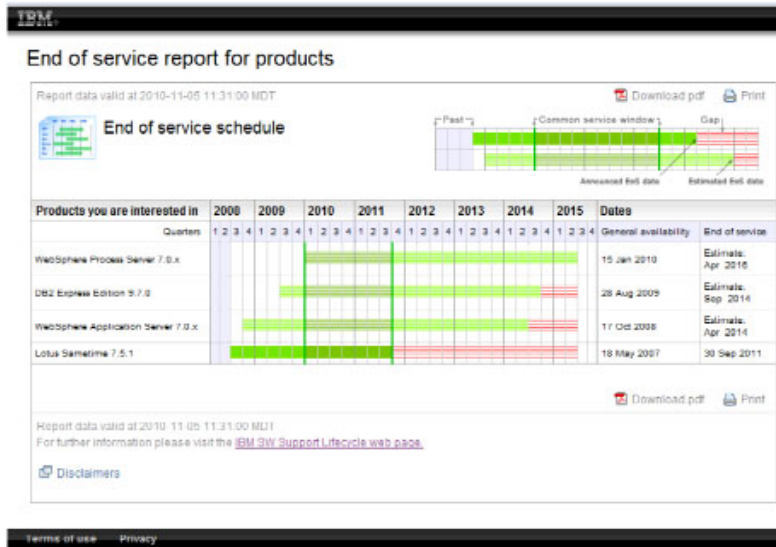 IBM.
End of service report for products
Report data valid at 2010-11-05 11:31:00 MDT
Download pdf Print
End of service schedule
Past Common service window Gap
Announced EoS date Estimated EoS date
Products you are interested in 2008 2009 2010 2011 2012 2013 2014 2015 Dates
Quarters 1 2 3 4 1 2 3 4 1 2 3 4 1 2 3 4 1 2 3 4 1 2 3 4 1 2 3 4 1 2 3 4 General availability End of service
WebSphere Process Server 7.0.x 15 Jan 2010 Estimate: Apr 2016
DB2 Express Edition 9.7.0 28 Aug 2009 Estimate: Sep 2014
WebSphere Application Server 7.0.x 17 Oct 2008 Estimate: Apr 2014
Lotus Sametime 7.5.1 18 May 2007 30 Sep 2011
Download pdf Print
Report data valid at 2010-11-05 11:31:00 MDT
For further information please visit the IBM SW Support Lifecycle web page.
Disclaimers
Terms of use Privacy